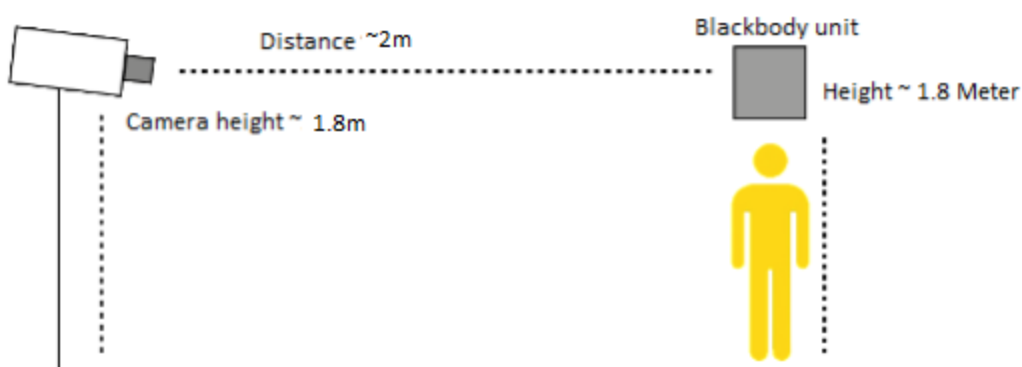 Blackbody unit
Distance ~2m
Height ~ 1.8 Meter
Camera height ~ 1.8m